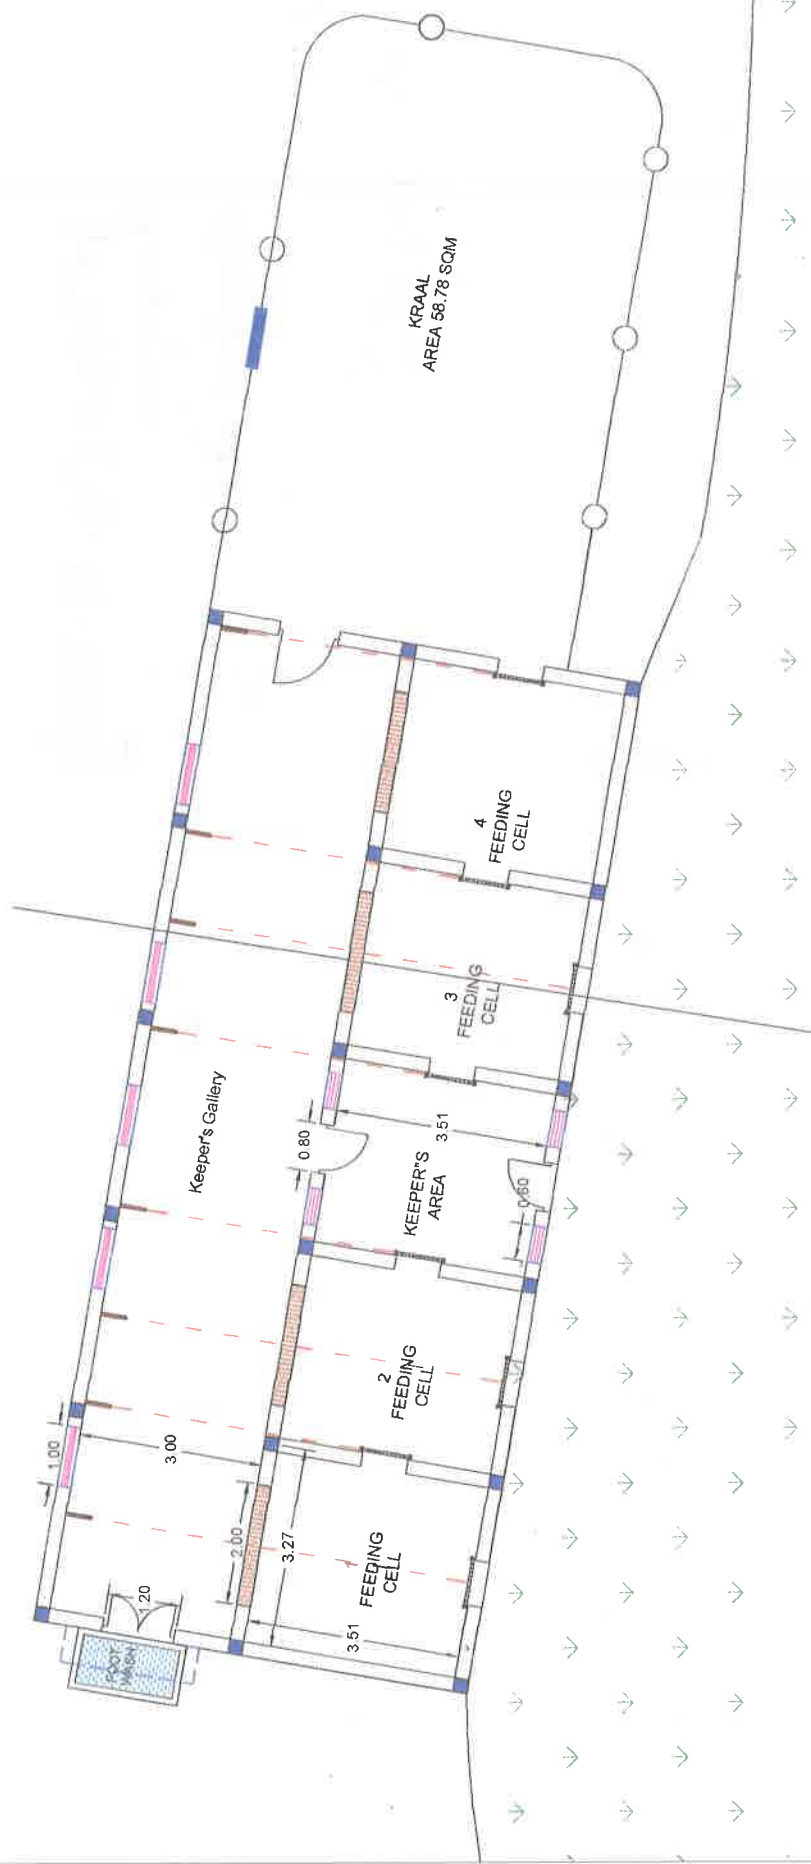 KRAAL
AREA 58.78 SQM
4
FEEDING
CELL
3
FEEDING
CELL
Keeper's Gallery
0.80
3.51
KEEPER"S
AREA
0.60
2
FEEDING
CELL
1.00
3.00
2.00
3.27
1
FEEDING
CELL
3.51
1.20
FOOT
WASH